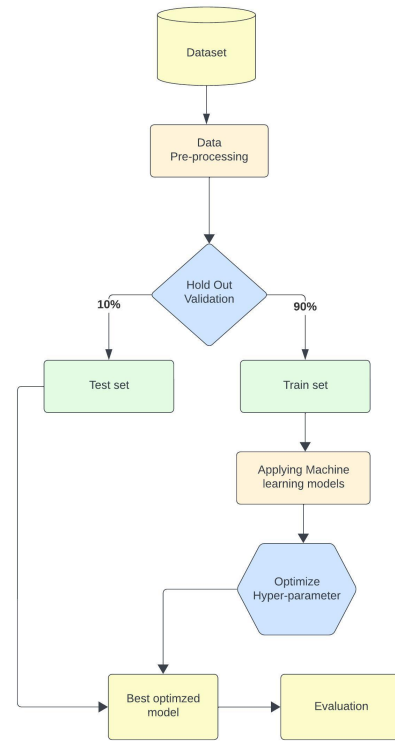 Dataset
Data
Pre-processing
Hold Out
Validation
10%
90%
Test set
Train set
Applying Machine
learning models
Optimize
Hyper-parameter
Best optimzed
model
Evaluation